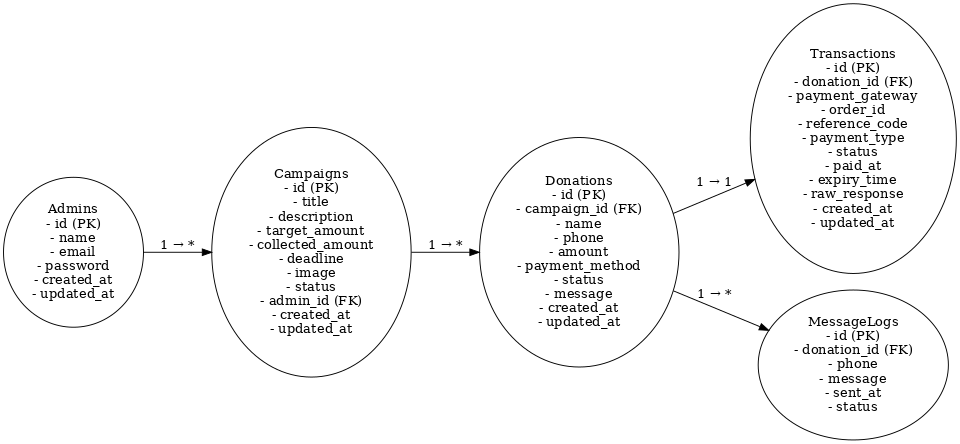 Admins
- id (PK)
- name
- email
- password
- created_at
- updated_at
1 → *
Campaigns
- id (PK)
- title
- description
- target_amount
- collected_amount
- deadline
- image
- status
- admin_id (FK)
- created_at
- updated_at
1 → *
Donations
- id (PK)
- campaign_id (FK)
- name
- phone
- amount
- payment_method
- status
- message
- created_at
- updated_at
1 → 1
Transactions
- id (PK)
- donation_id (FK)
- payment_gateway
- order_id
- reference_code
- payment_type
- status
- paid_at
- expiry_time
- raw_response
- created_at
- updated_at
1 → *
MessageLogs
- id (PK)
- donation_id (FK)
- phone
- message
- sent_at
- status